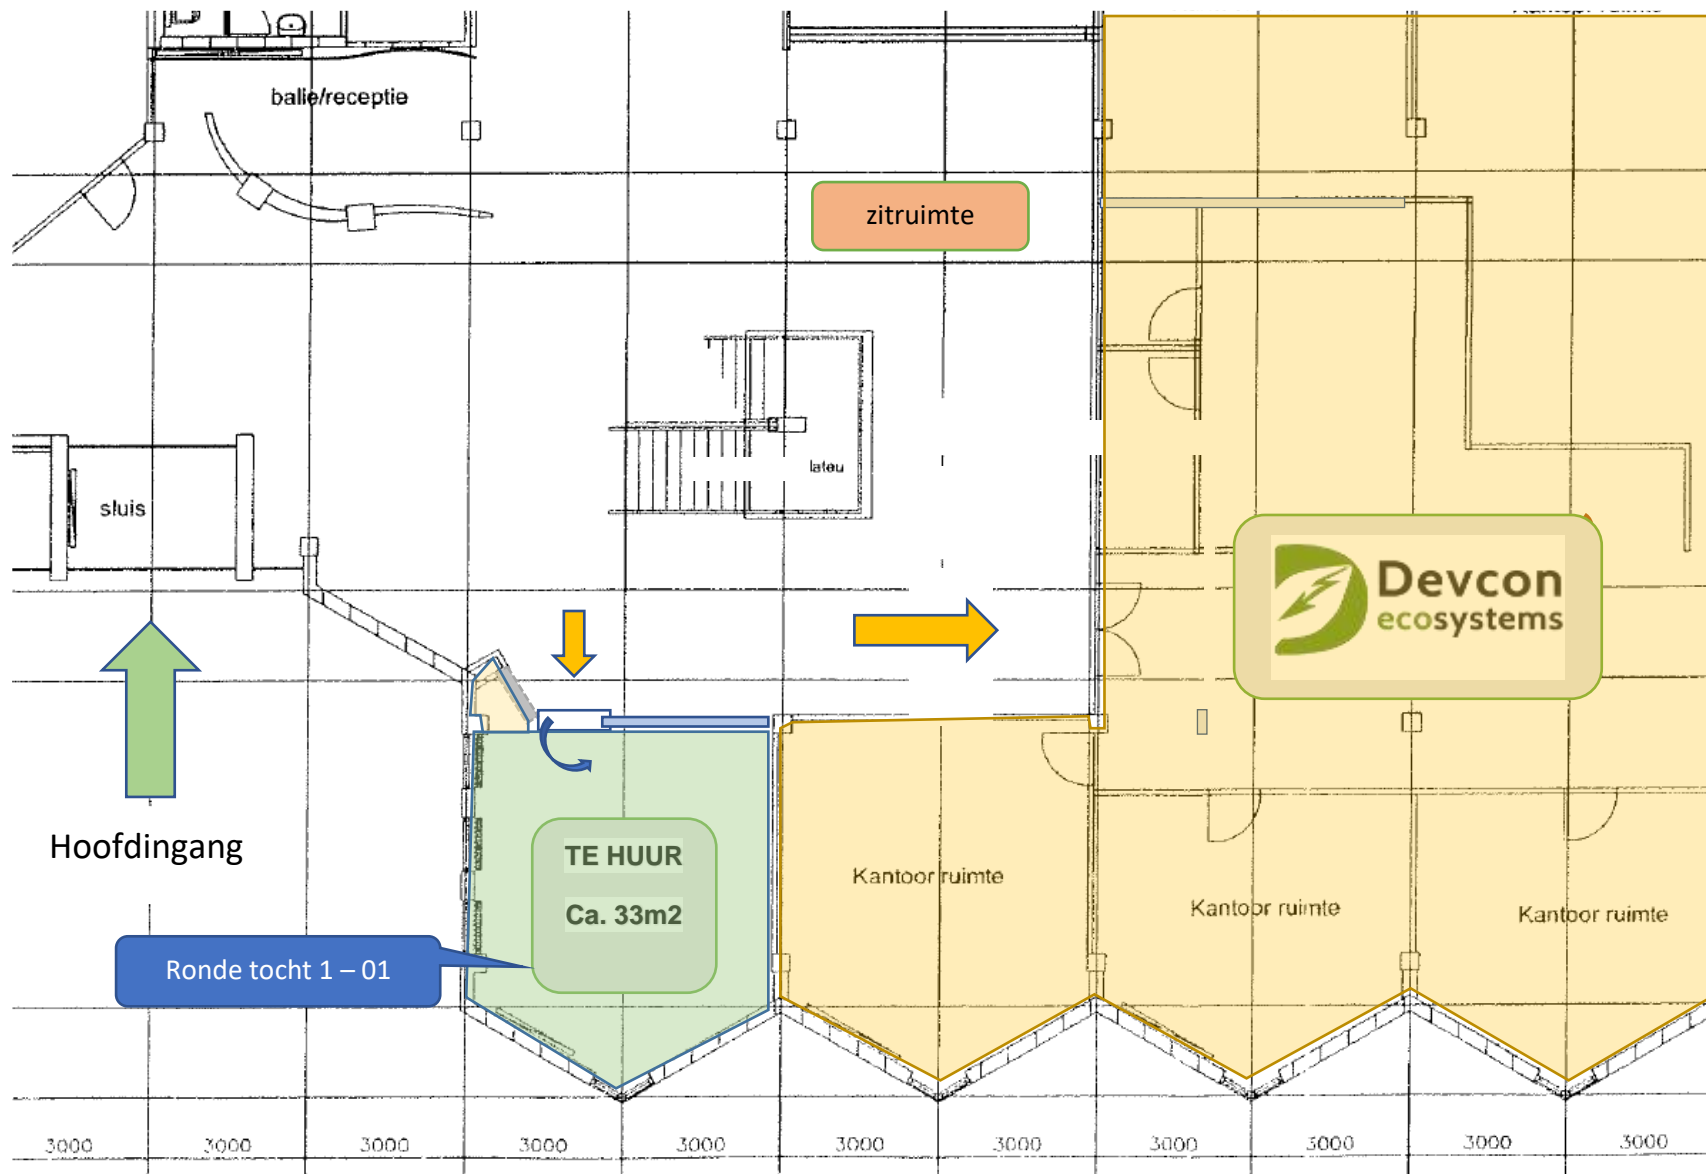 balie/receptie
zitruimte
sluis
Devcon
ecosystems
Hoofdingang
TE HUUR
Ca. 33m2
Kantoor ruimte
Kantoor ruimte
Kantoor ruimte
Ronde tocht 1 – 01
3000 3000 3000 3000 3000 3000 3000 3000 3000 3000 3000